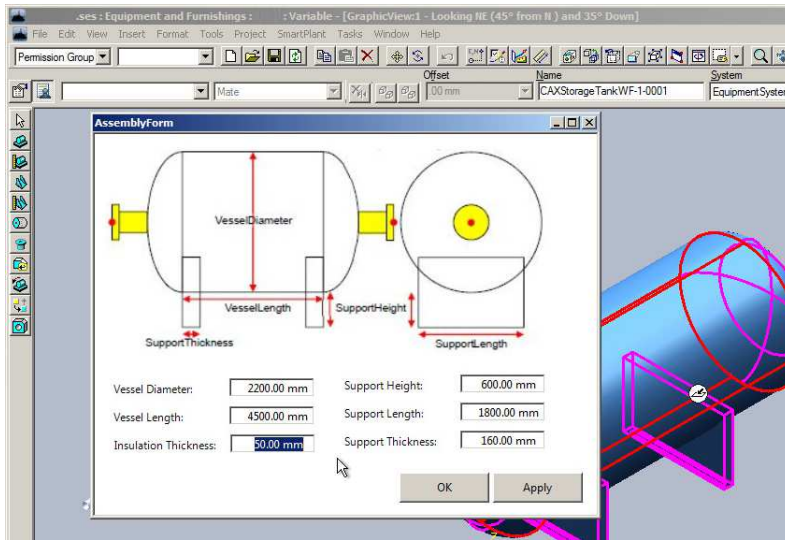 .ses : Equipment and Furnishings : : Variable - [GraphicView:1 - Looking NE (45° from N ) and 35° Down]
File Edit View Insert Format Tools Project SmartPlant Tasks Window Help
Permission Group
Offset Name System
Mate .00 mm CAXStorageTankWF-1-0001 EquipmentSystem
AssemblyForm
VesselDiameter
VesselLength SupportHeight
SupportThickness SupportLength
Vessel Diameter: 2200.00 mm Support Height: 600.00 mm
Vessel Length: 4500.00 mm Support Length: 1800.00 mm
Insulation Thickness: 50.00 mm Support Thickness: 160.00 mm
OK Apply